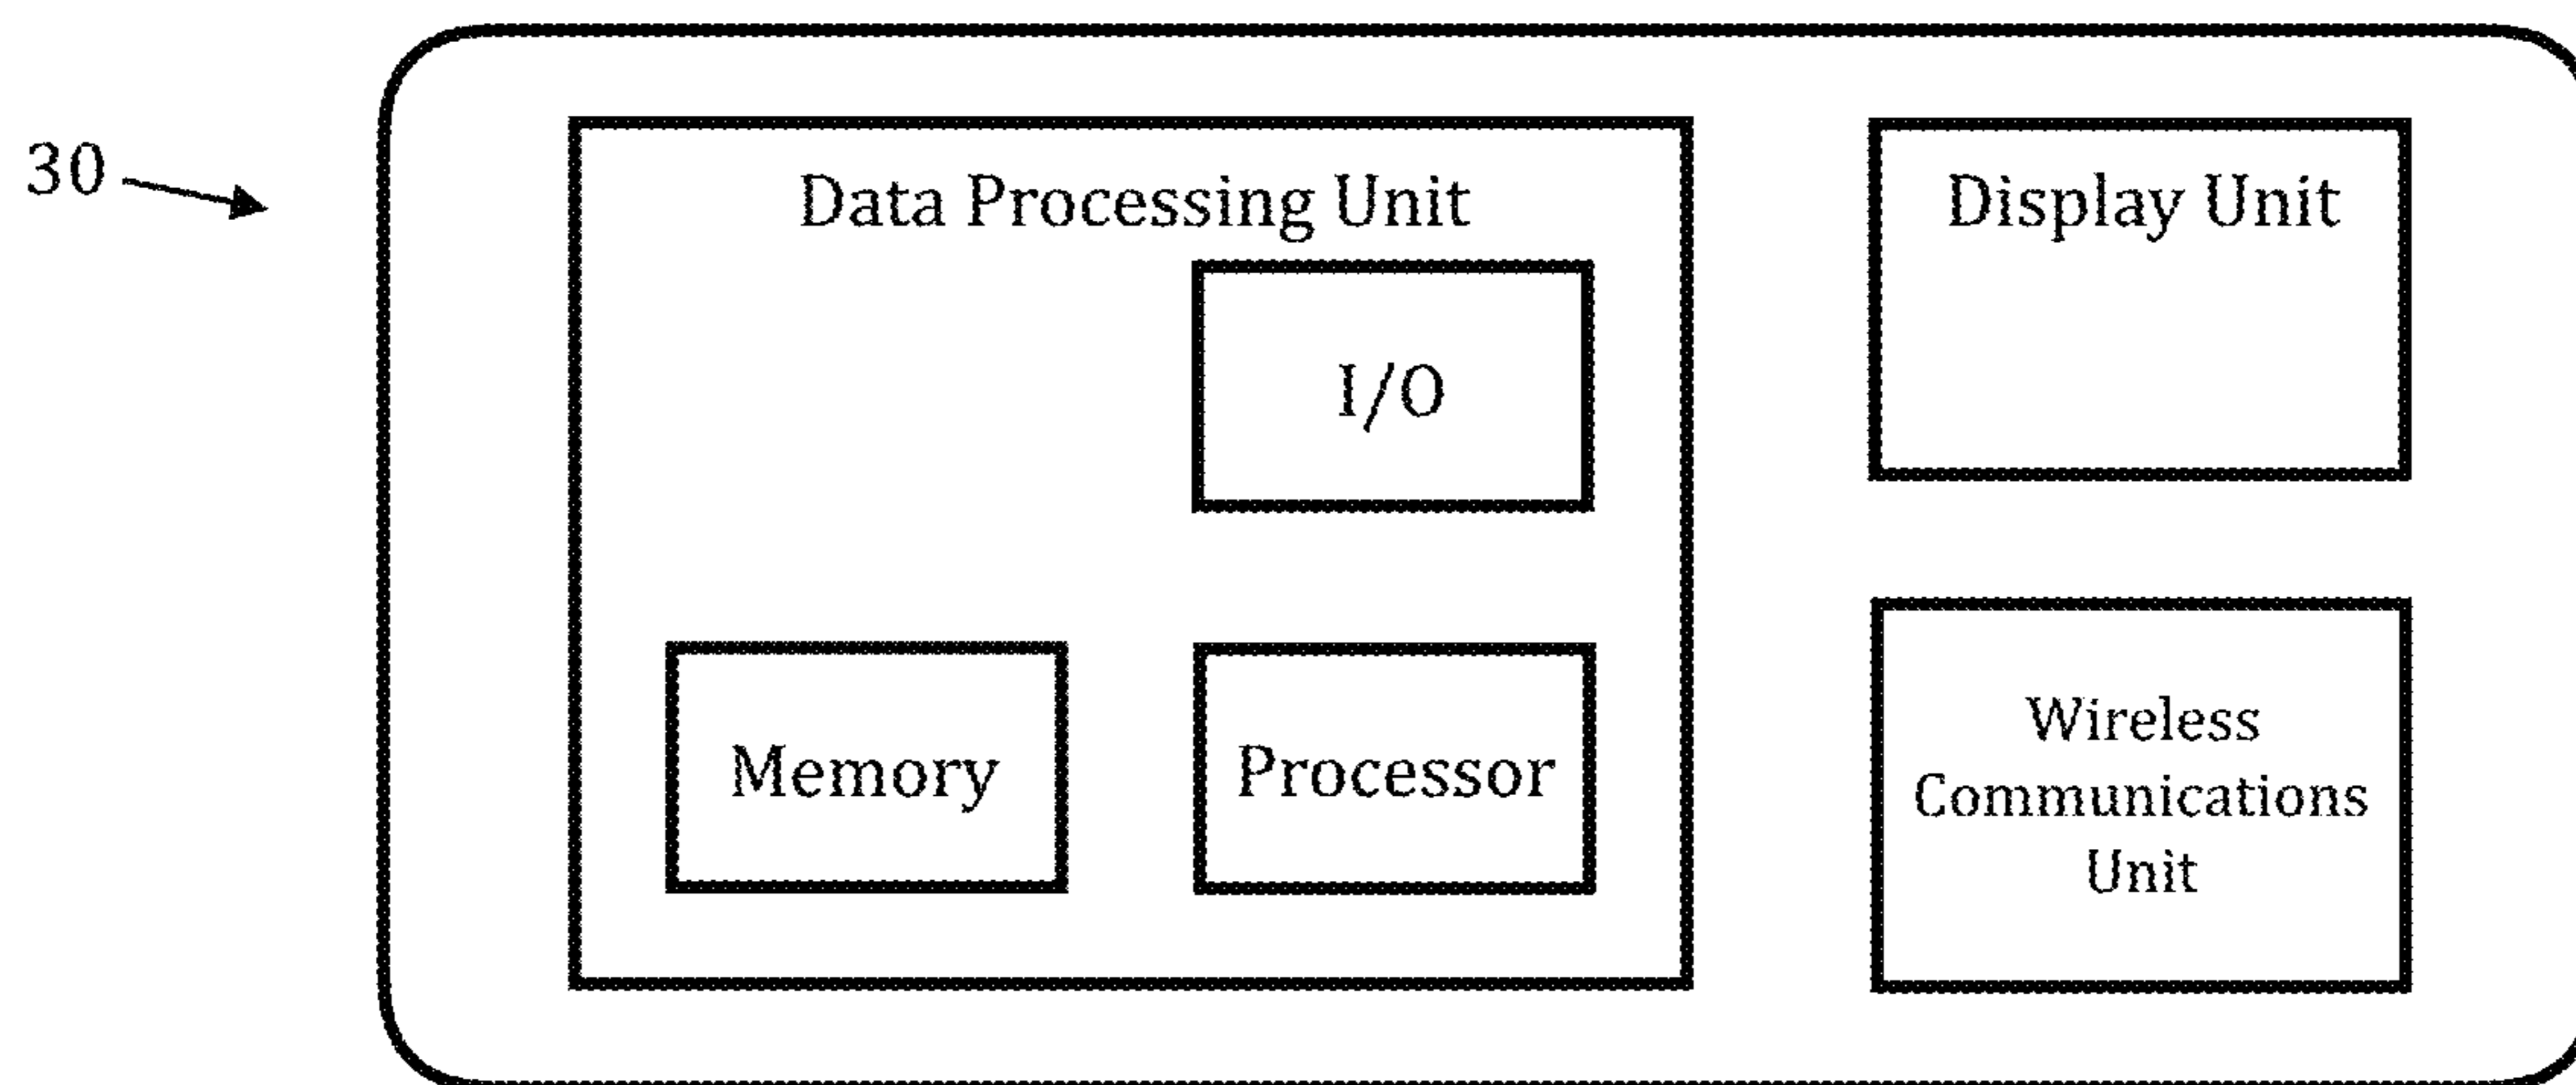 30
Data Processing Unit
Display Unit
I/O
Memory
Processor
Wireless
Communications
Unit